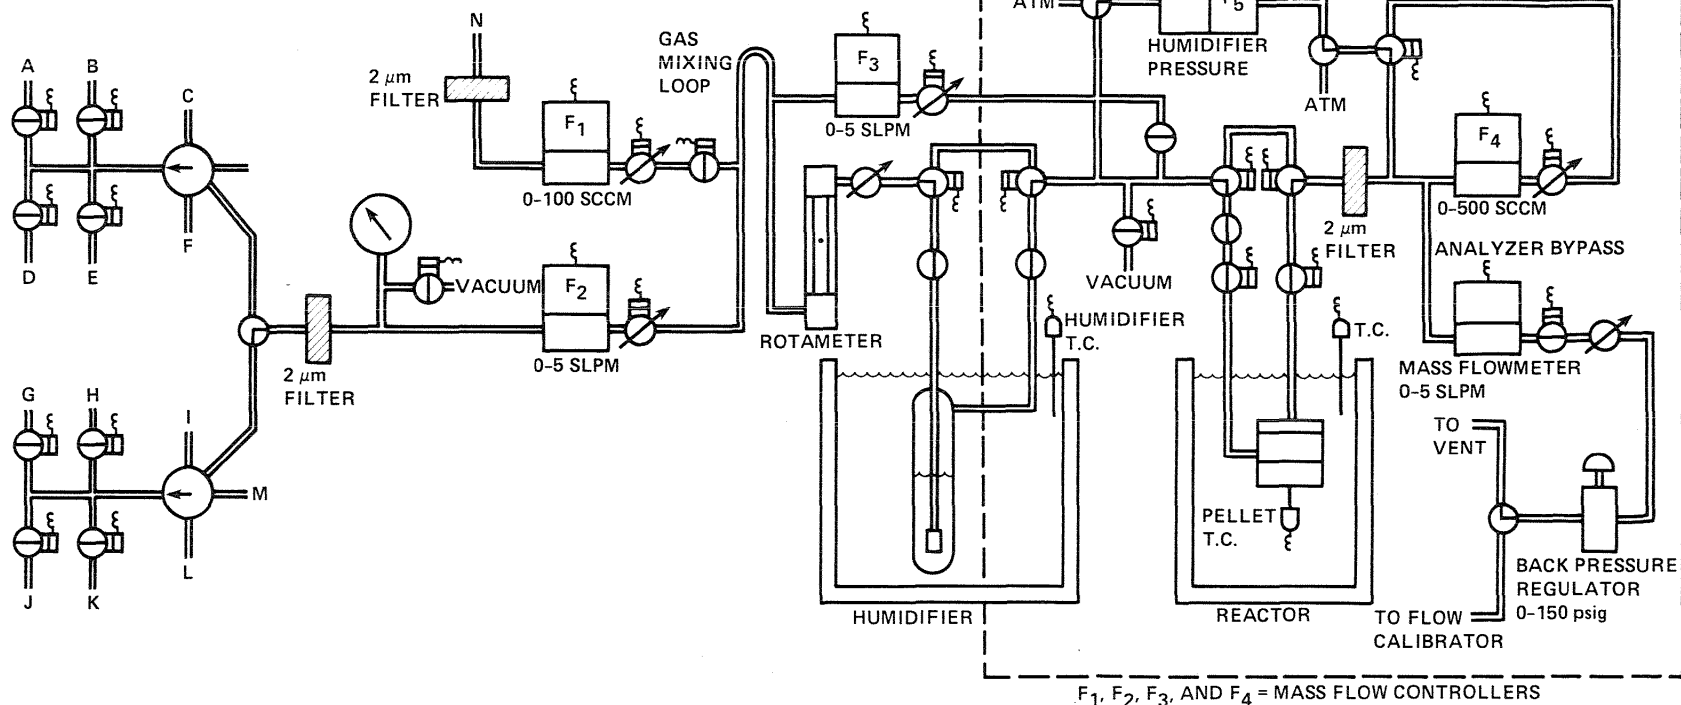 ATM
F5
N
GAS
MIXING
LOOP
F3
HUMIDIFIER
PRESSURE
A
B
C
2 μm
FILTER
F1
0–5 SLPM
ATM
F4
0–100 SCCM
0–500 SCCM
2 μm
FILTER
ANALYZER BYPASS
D
E
F
VACUUM
F2
VACUUM
HUMIDIFIER
T.C.
T.C.
ROTAMETER
0–5 SLPM
2 μm
FILTER
MASS FLOWMETER
0–5 SLPM
G
H
I
TO
VENT
M
PELLET
T.C.
L
J
K
BACK PRESSURE
REGULATOR
0–150 psig
HUMIDIFIER
REACTOR
TO FLOW
CALIBRATOR
F1, F2, F3, AND F4 = MASS FLOW CONTROLLERS